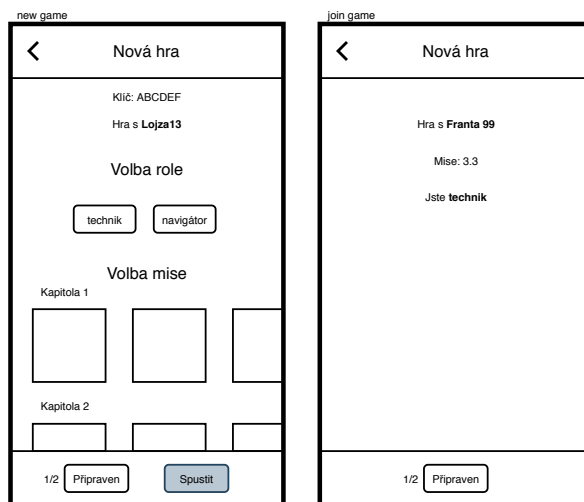 new game
Nová hra
Klíč: ABCDEF
Hra s Lojza13
Volba role
technik
navigátor
Volba mise
Kapitola 1
Kapitola 2
1/2 Připraven
Spustit
join game
Nová hra
Hra s Franta 99
Mise: 3.3
Jste technik
1/2 Připraven